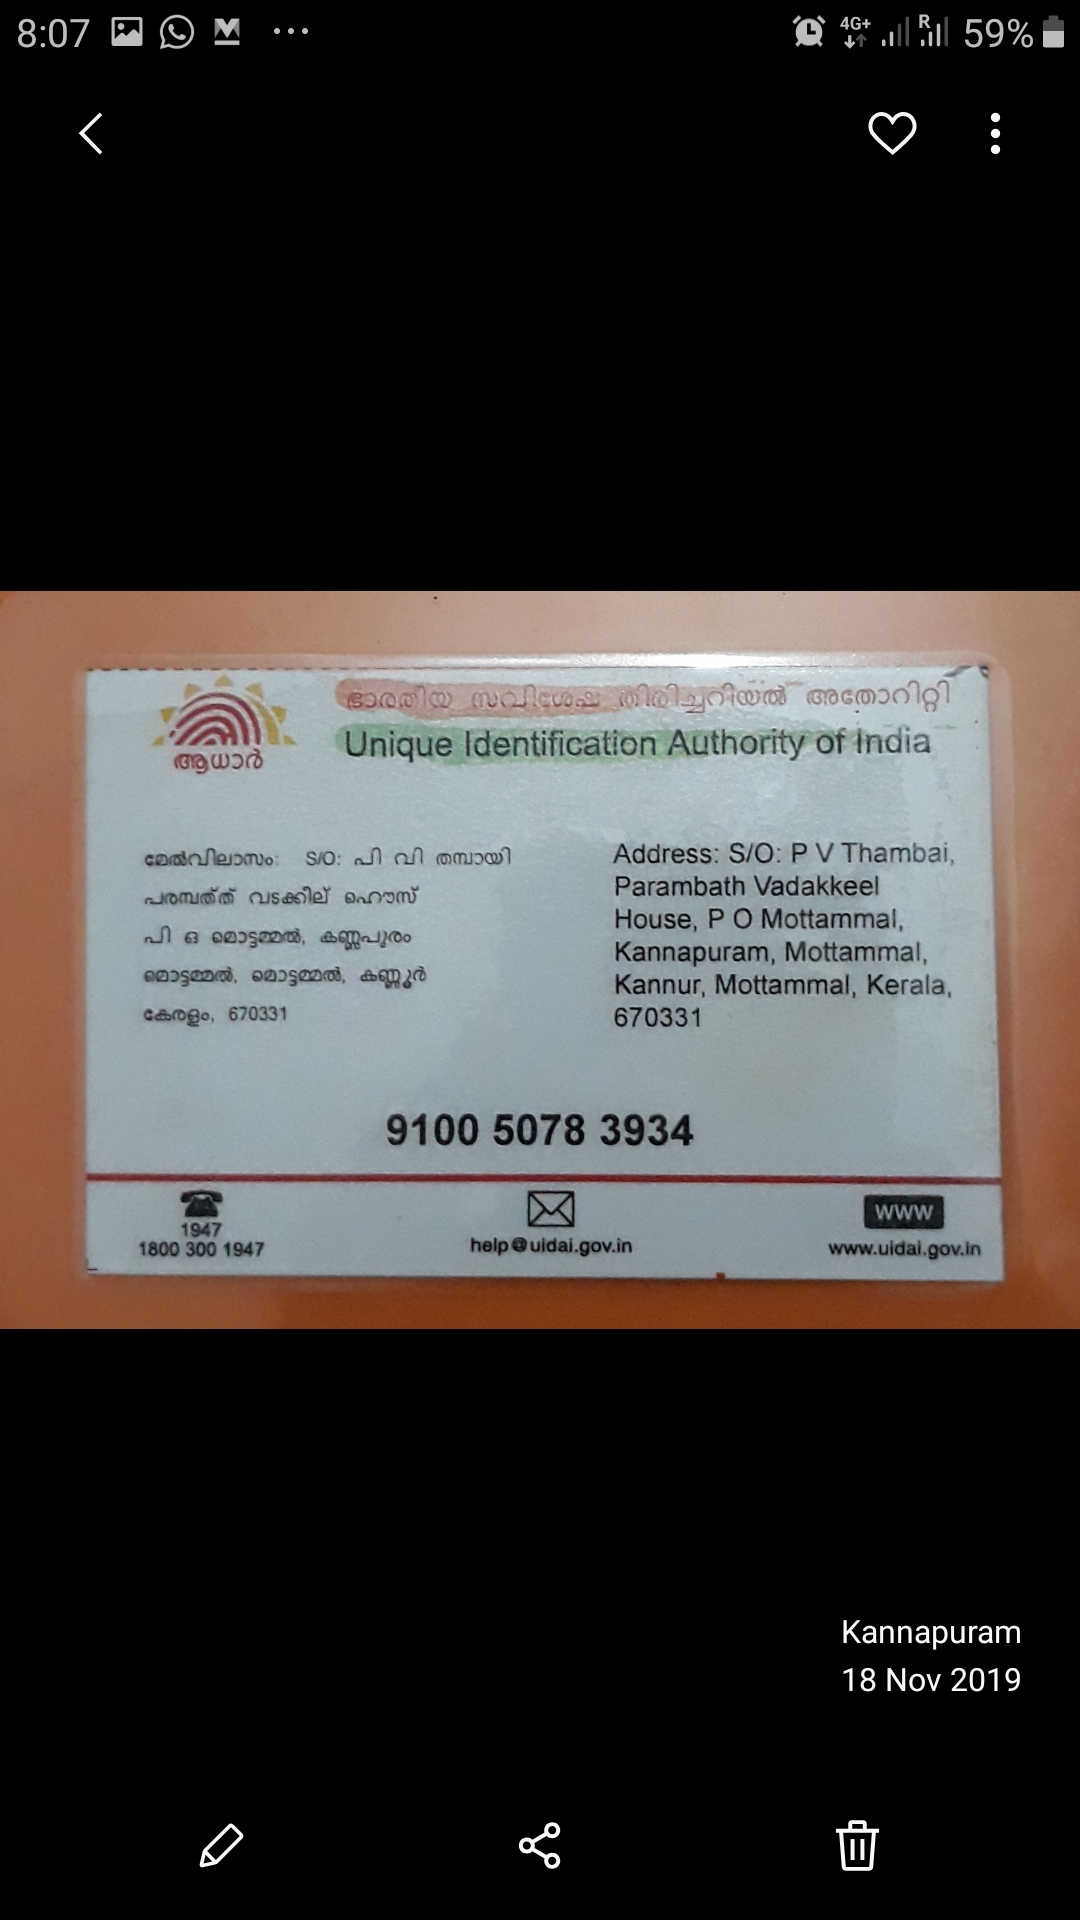 8:07
4G+ R 59%
ഭാരതീയ സവിശേഷ തിരിച്ചറിയൽ അതോറിറ്റി
Unique Identification Authority of India
ആധാർ
മേൽവിലാസം: S/O: പി വി തമ്പായി
പരമ്പത്ത് വടക്കീല് ഹൌസ്
പി ഒ മൊട്ടമ്മൽ, കണ്ണപുരം
മൊട്ടമ്മൽ, മൊട്ടമ്മൽ, കണ്ണൂർ
കേരളം, 670331
Address: S/O: P V Thambai,
Parambath Vadakkeel
House, P O Mottammal,
Kannapuram, Mottammal,
Kannur, Mottammal, Kerala,
670331
9100 5078 3934
1947
1800 300 1947
help@uidai.gov.in
WWW
www.uidai.gov.in
Kannapuram
18 Nov 2019